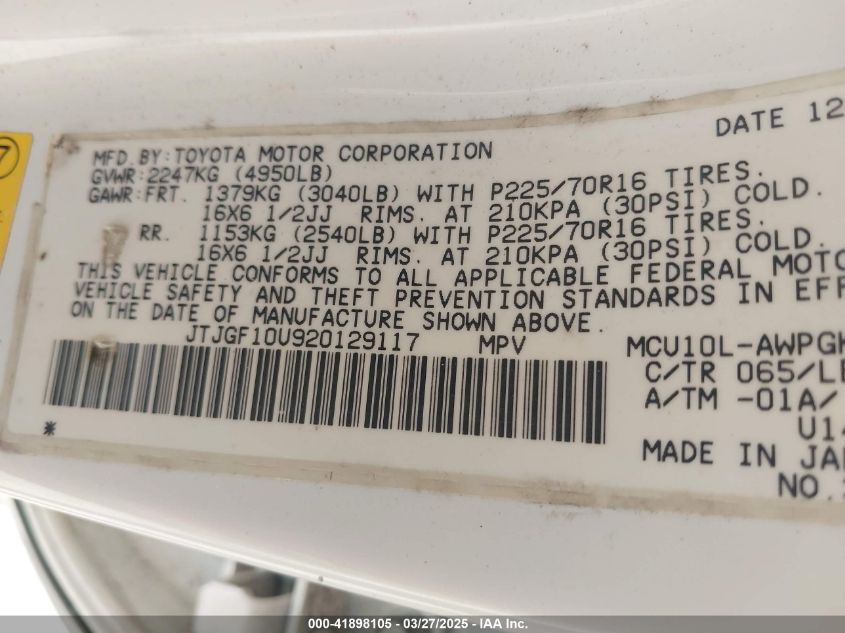 7
DATE 12
MFD. BY: TOYOTA MOTOR CORPORATION
GVWR: 2247KG (4950LB)
GAWR: FRT. 1379KG (3040LB) WITH P225/70R16 TIRES.
16X6 1/2JJ RIMS. AT 210KPA (30PSI) COLD.
RR. 1153KG (2540LB) WITH P225/70R16 TIRES.
16X6 1/2JJ RIMS. AT 210KPA (30PSI) COLD.
THIS VEHICLE CONFORMS TO ALL APPLICABLE FEDERAL MOTO
VEHICLE SAFETY AND THEFT PREVENTION STANDARDS IN EFF
ON THE DATE OF MANUFACTURE SHOWN ABOVE.
JTJGF10U920129117 MPV MCU10L-AWPGK
C/TR 065/LE
A/TM -01A/
U14
* MADE IN JAP
NO.
000-41898105 — 03/27/2025 — IAA Inc.